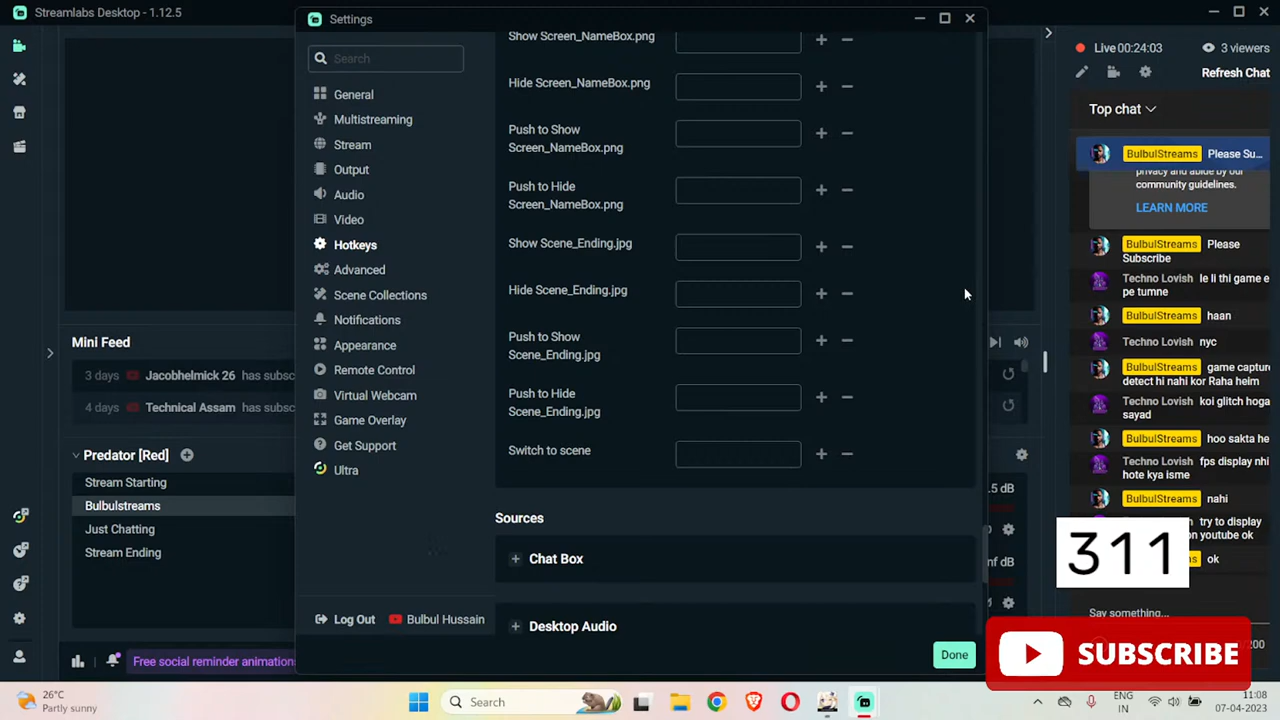 Streamlabs Desktop - 1.12.5
Settings
Search
General
Multistreaming
Stream
Output
Audio
Video
Hotkeys
Advanced
Scene Collections
Notifications
Appearance
Remote Control
Virtual Webcam
Game Overlay
Get Support
Ultra
Log Out
Bulbul Hussain
Show Screen_NameBox.png
Hide Screen_NameBox.png
Push to Show
Screen_NameBox.png
Push to Hide
Screen_NameBox.png
Show Scene_Ending.jpg
Hide Scene_Ending.jpg
Push to Show
Scene_Ending.jpg
Push to Hide
Scene_Ending.jpg
Switch to scene
Sources
Chat Box
Desktop Audio
Done
Mini Feed
3 days Jacobhelmick 26 has subsc
4 days Technical Assam has subsc
Predator [Red]
Stream Starting
Bulbulstreams
Just Chatting
Stream Ending
Free social reminder animation
.5 dB
nf dB
Live 00:24:03 3 viewers
Refresh Chat
Top chat
BulbulStreams Please Su...
privacy and abide by our
community guidelines.
LEARN MORE
BulbulStreams Please
Subscribe
Techno Lovish le li thi game e
pe tumne
BulbulStreams haan
Techno Lovish nyc
BulbulStreams game capture
detect hi nahi kor Raha heim
Techno Lovish koi glitch hoga
sayad
BulbulStreams hoo sakta he
Techno Lovish fps display nhi
hote kya isme
BulbulStreams nahi
try to display
on youtube ok
s ok
311
Say something...
/200
SUBSCRIBE
26°C
Partly sunny
Search
ENG
IN
11:08
07-04-2023